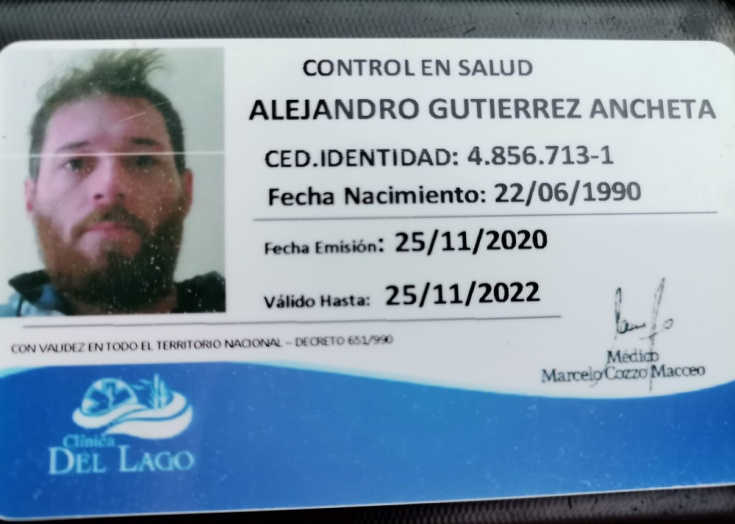 CONTROL EN SALUD
ALEJANDRO GUTIERREZ ANCHETA
CED.IDENTIDAD: 4.856.713-1
Fecha Nacimiento: 22/06/1990
Fecha Emisión: 25/11/2020
Válido Hasta: 25/11/2022
CON VALIDEZ EN TODO EL TERRITORIO NACIONAL – DECRETO 651/990
Médico
Marcelo Cozzo Macceo
Clínica
DEL LAGO